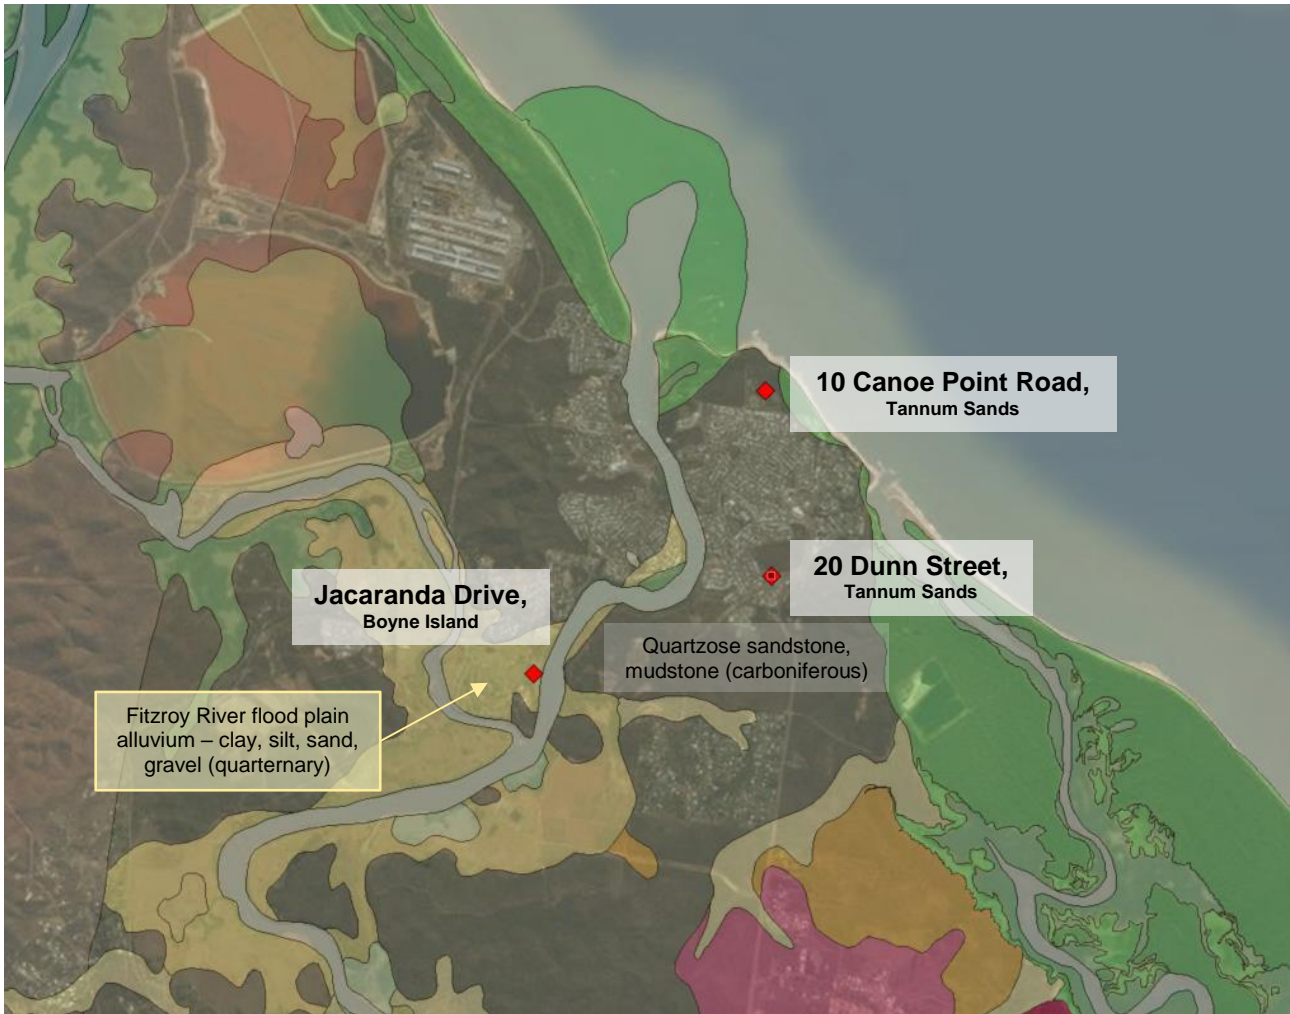 10 Canoe Point Road,
Tannum Sands
20 Dunn Street,
Tannum Sands
Jacaranda Drive,
Boyne Island
Quartzose sandstone,
mudstone (carboniferous)
Fitzroy River flood plain
alluvium – clay, silt, sand,
gravel (quarternary)